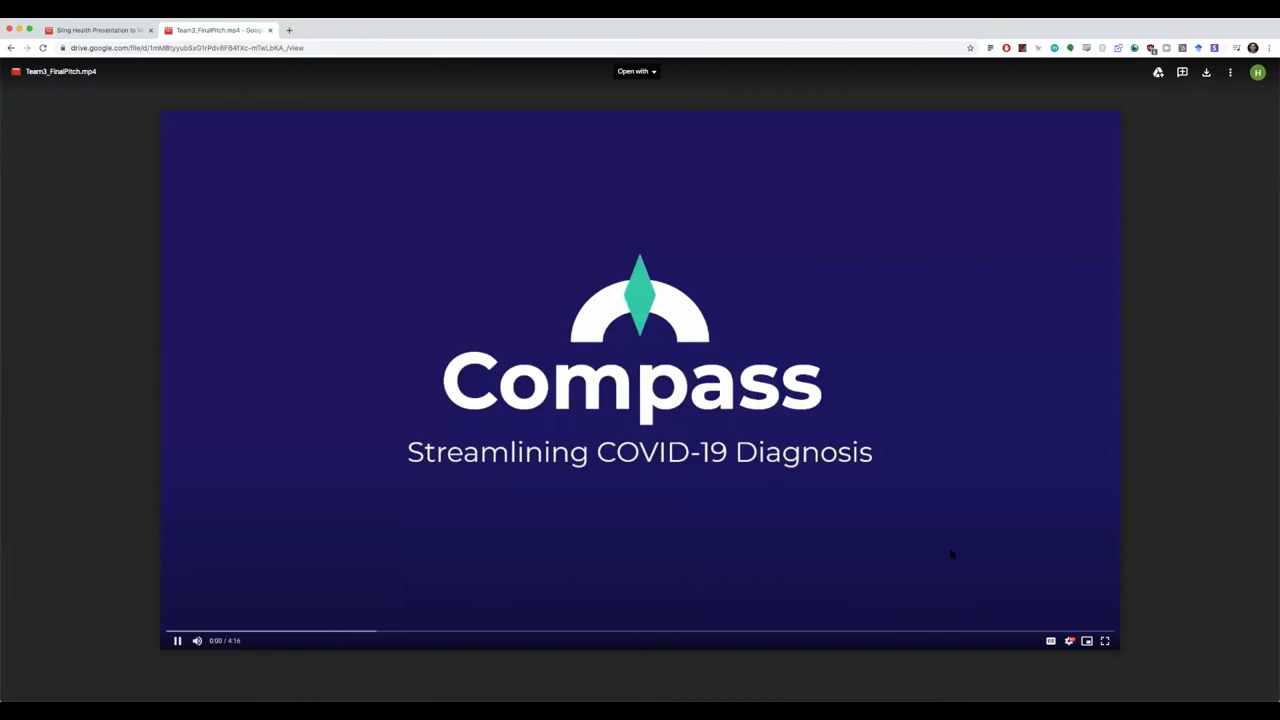 Sling Health Presentation to W
Team3_FinalPitch.mp4 - Goog
drive.google.com/file/d/1mMBtyyub5xG1rPdv8F64fXc-mTwLbKA_/view
Team3_FinalPitch.mp4
Open with
H
Compass
Streamlining COVID-19 Diagnosis
0:00 / 4:16